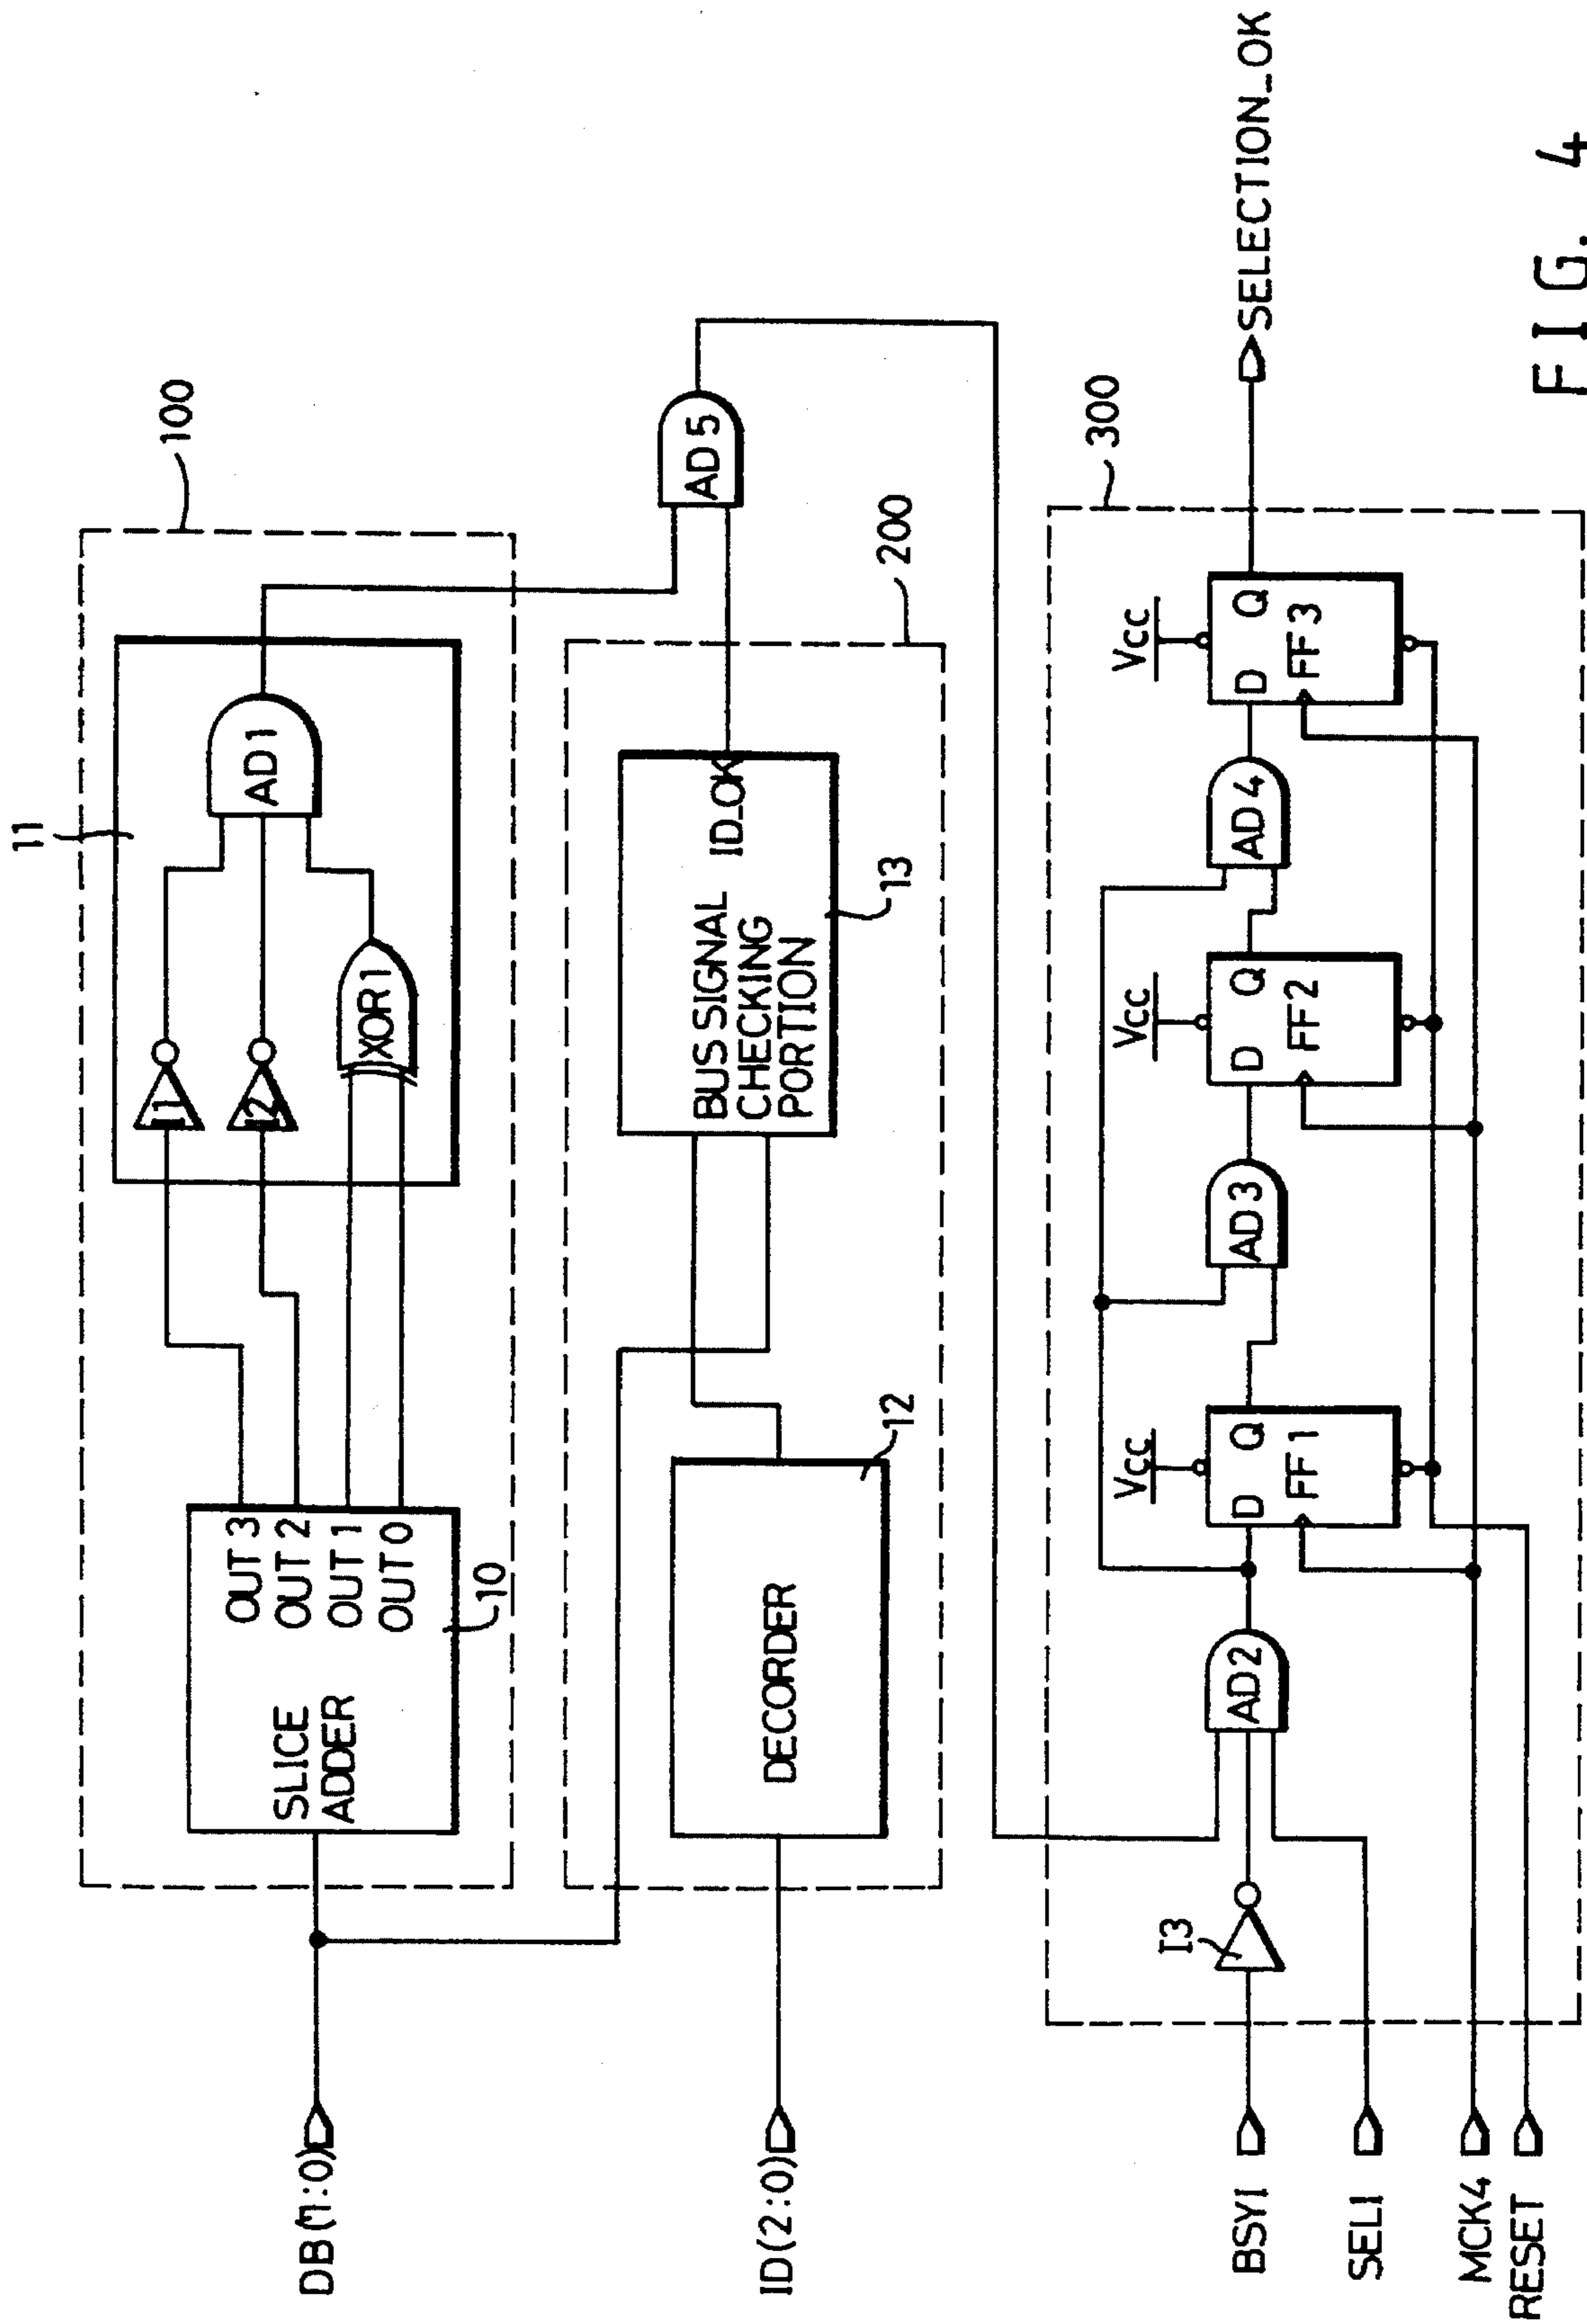 100
11
I1
I2
XOR1
AD1
OUT 3
OUT 2
OUT 1
OUT 0
SLICE
ADDER
10
DB(7:0)
AD5
200
BUS SIGNAL
CHECKING
PORTION
ID_OK
13
DECORDER
12
ID(2:0)
300
Vcc
Vcc
Vcc
I3
AD2
D Q
FF1
AD3
D Q
FF2
AD4
D Q
FF3
SELECTION_OK
BSYI
SELI
MCK4
RESET
FIG. 4